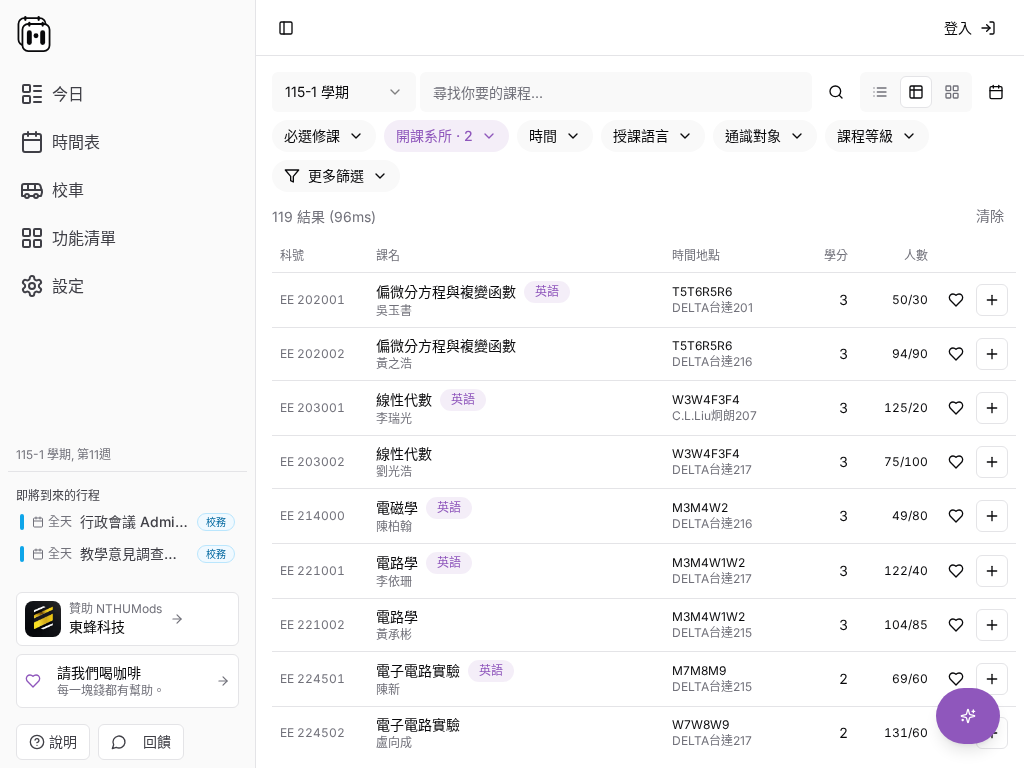 今日
時間表
校車
功能清單
設定
115-1 學期, 第11週
即將到來的行程
全天 行政會議 Admi... 校務
全天 教學意見調查... 校務
贊助 NTHUMods
東蜂科技
請我們喝咖啡
每一塊錢都有幫助。
說明 回饋
登入
115-1 學期 尋找你要的課程...
必選修課 開課系所 · 2 時間 授課語言 通識對象 課程等級
更多篩選
119 結果 (96ms) 清除
科號 課名 時間地點 學分 人數
EE 202001 偏微分方程與複變函數 英語 T5T6R5R6 3 50/30
吳玉書 DELTA台達201
EE 202002 偏微分方程與複變函數 T5T6R5R6 3 94/90
黃之浩 DELTA台達216
EE 203001 線性代數 英語 W3W4F3F4 3 125/20
李瑞光 C.L.Liu炯朗207
EE 203002 線性代數 W3W4F3F4 3 75/100
劉光浩 DELTA台達217
EE 214000 電磁學 英語 M3M4W2 3 49/80
陳柏翰 DELTA台達216
EE 221001 電路學 英語 M3M4W1W2 3 122/40
李依珊 DELTA台達217
EE 221002 電路學 M3M4W1W2 3 104/85
黃承彬 DELTA台達215
EE 224501 電子電路實驗 英語 M7M8M9 2 69/60
陳新 DELTA台達215
EE 224502 電子電路實驗 W7W8W9 2 131/60
盧向成 DELTA台達217